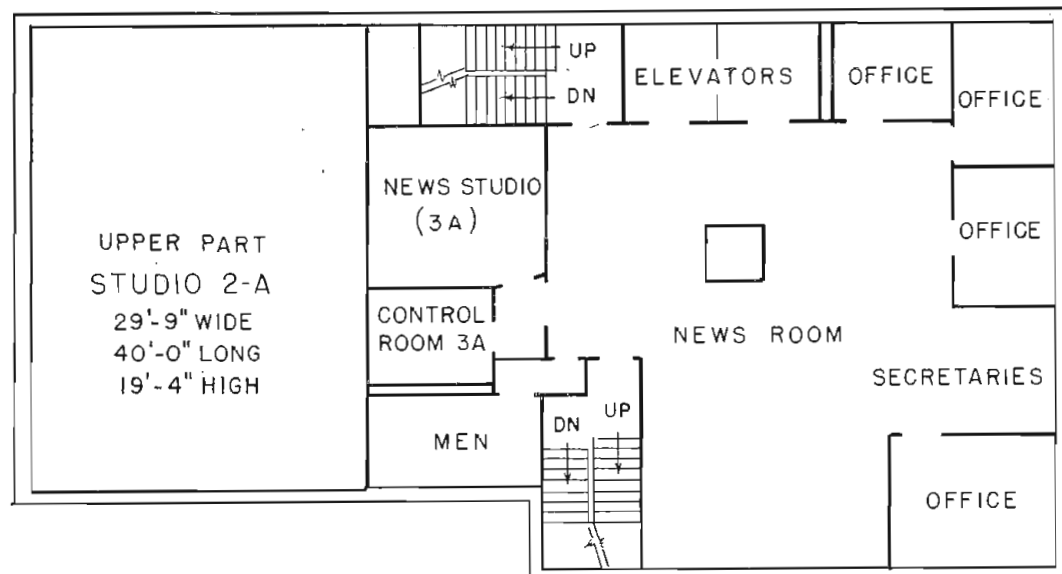 UPPER PART
STUDIO 2-A
29'-9" WIDE
40'-0" LONG
19'-4" HIGH
UP
DN
ELEVATORS
OFFICE
OFFICE
NEWS STUDIO
(3A)
OFFICE
CONTROL
ROOM 3A
NEWS ROOM
SECRETARIES
MEN
DN
UP
OFFICE